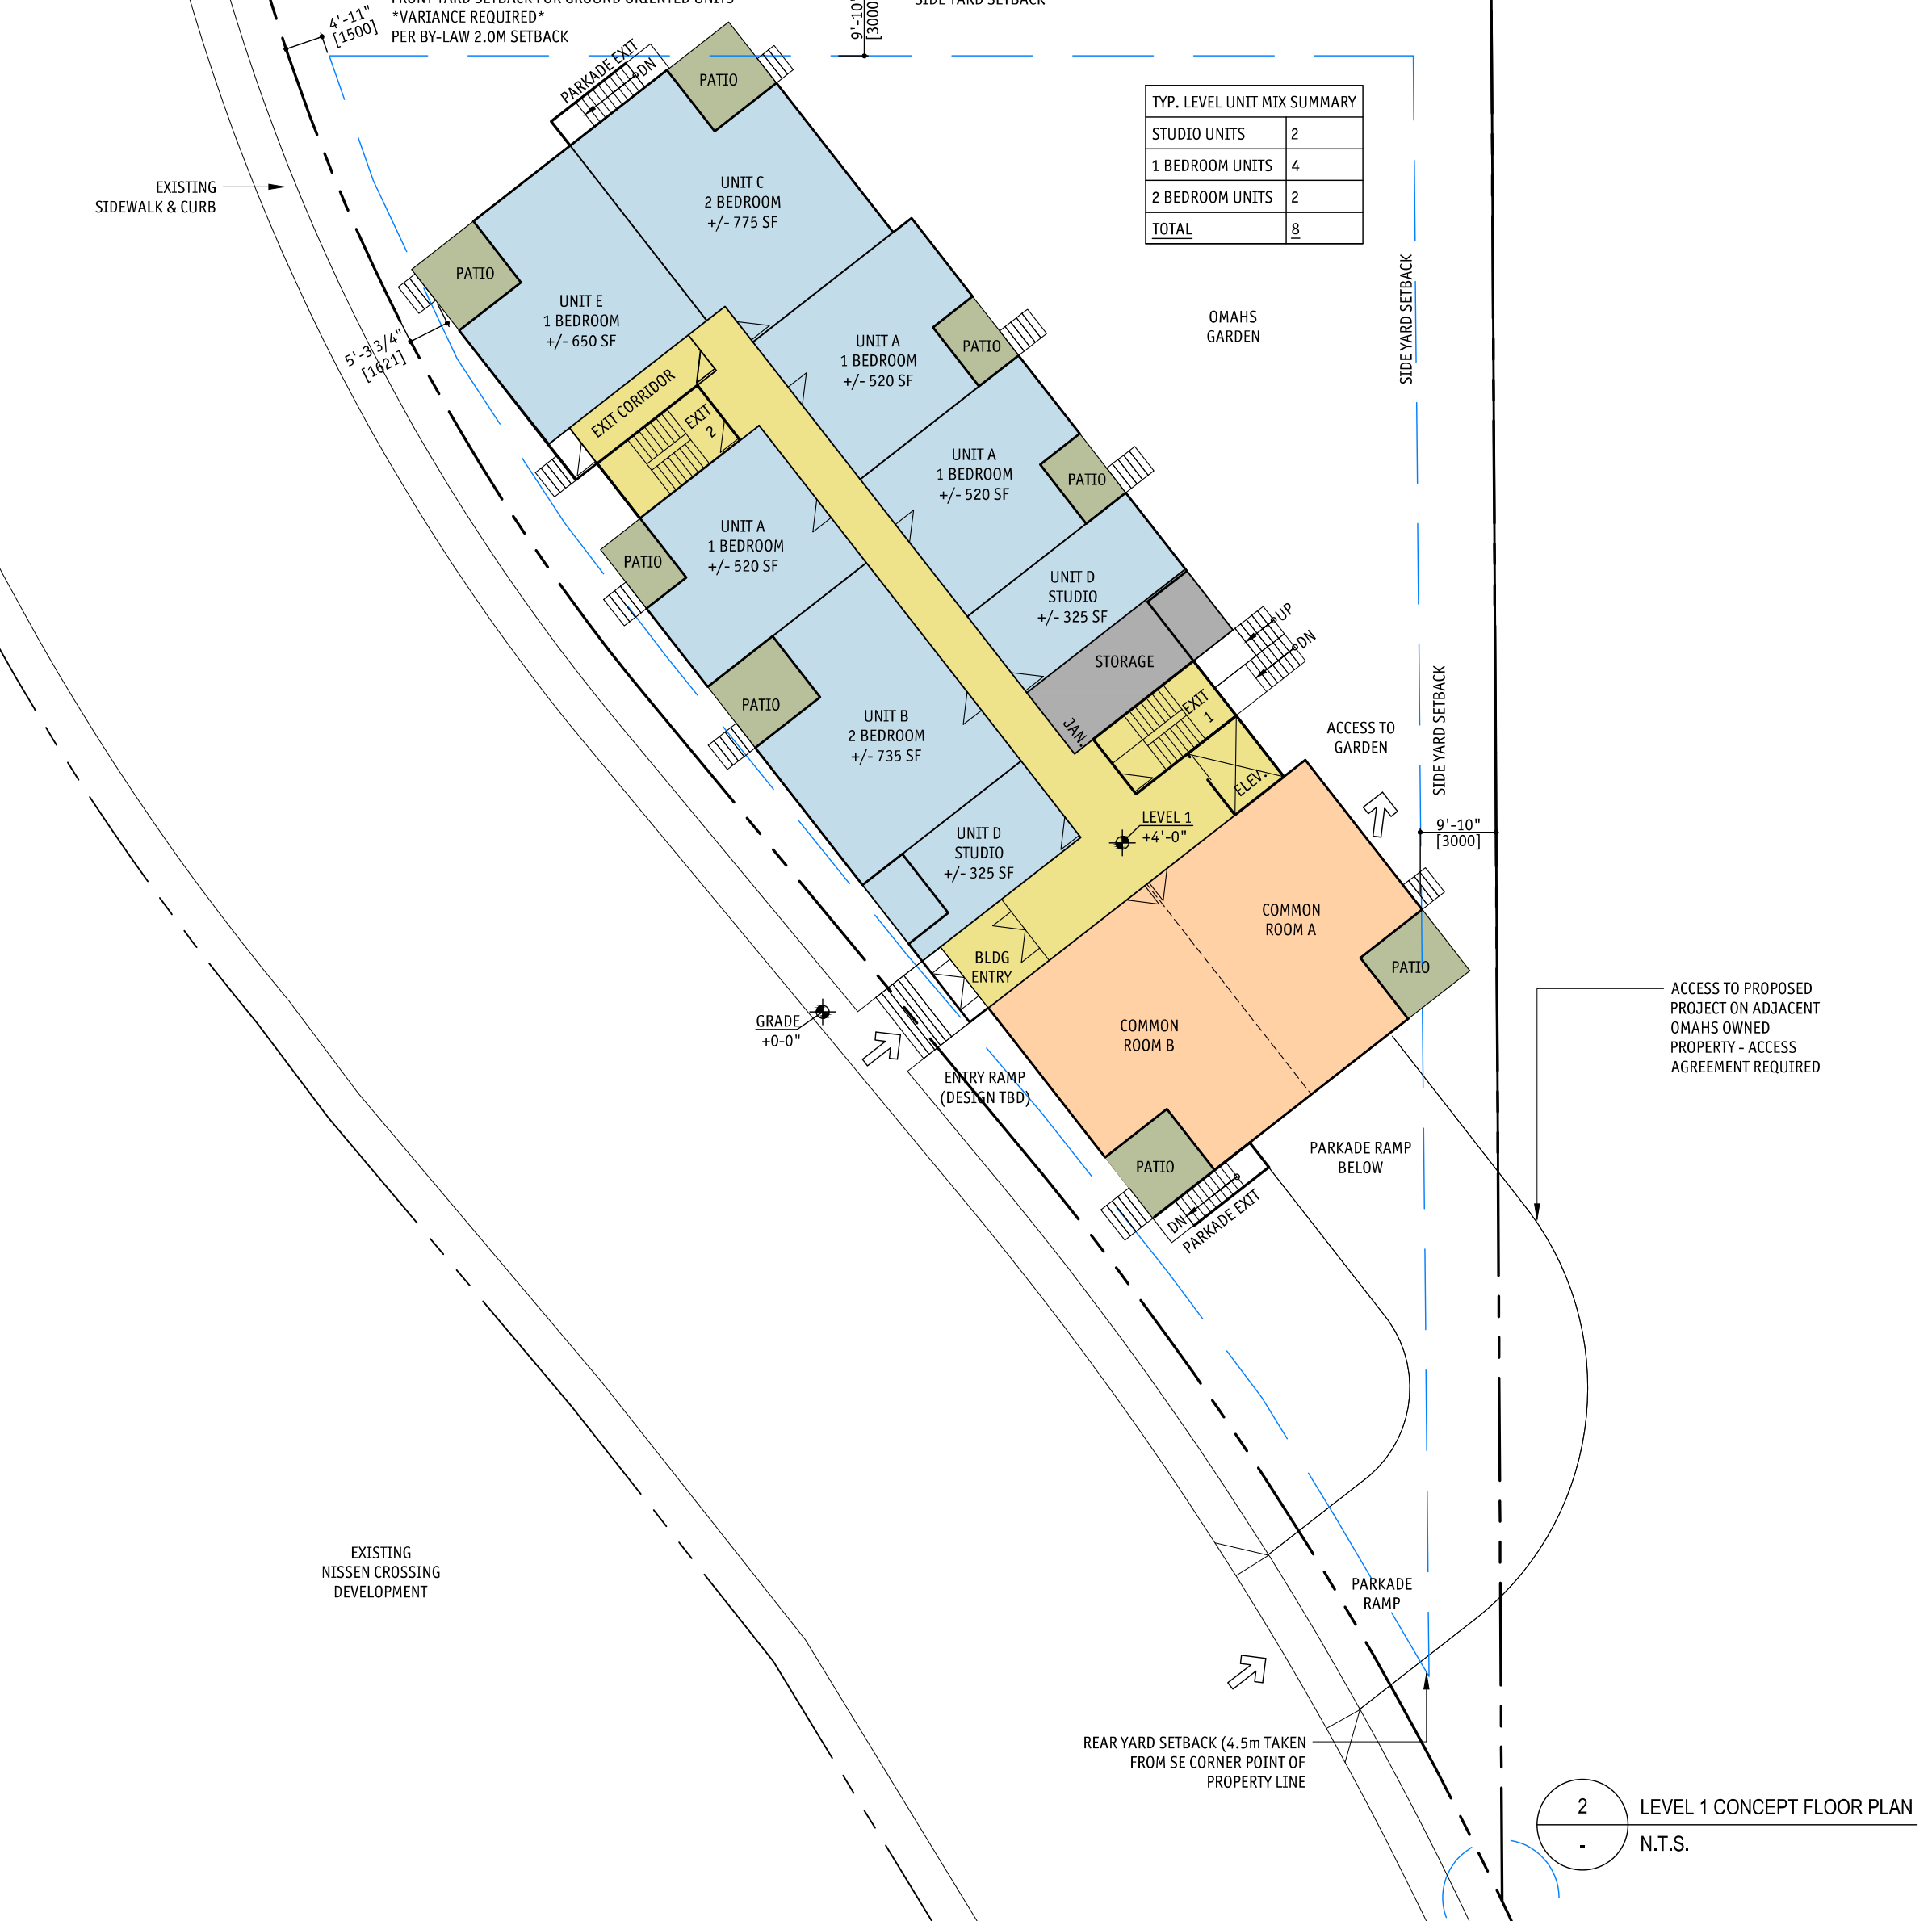 4'-11"
[1500]
FRONT YARD SETBACK FOR GROUND ORIENTED UNITS
*VARIANCE REQUIRED*
PER BY-LAW 2.0M SETBACK
9'-10"
[3000]
SIDE YARD SETBACK
PARKADE EXIT
DN
PATIO
TYP. LEVEL UNIT MIX SUMMARY
STUDIO UNITS 2
1 BEDROOM UNITS 4
2 BEDROOM UNITS 2
TOTAL 8
EXISTING
SIDEWALK & CURB
UNIT C
2 BEDROOM
+/- 775 SF
PATIO
UNIT E
1 BEDROOM
+/- 650 SF
5'-3 3/4"
[1621]
UNIT A
1 BEDROOM
+/- 520 SF
PATIO
OMAHS
GARDEN
SIDE YARD SETBACK
EXIT CORRIDOR
EXIT
2
UNIT A
1 BEDROOM
+/- 520 SF
PATIO
UNIT A
1 BEDROOM
+/- 520 SF
PATIO
UNIT D
STUDIO
+/- 325 SF
UP
DN
STORAGE
JAN.
EXIT
1
ELEV.
PATIO
UNIT B
2 BEDROOM
+/- 735 SF
ACCESS TO
GARDEN
SIDE YARD SETBACK
9'-10"
[3000]
LEVEL 1
+4'-0"
UNIT D
STUDIO
+/- 325 SF
COMMON
ROOM A
PATIO
BLDG
ENTRY
GRADE
+0-0"
COMMON
ROOM B
ACCESS TO PROPOSED
PROJECT ON ADJACENT
OMAHS OWNED
PROPERTY - ACCESS
AGREEMENT REQUIRED
ENTRY RAMP
(DESIGN TBD)
PATIO
DN
PARKADE EXIT
PARKADE RAMP
BELOW
EXISTING
NISSEN CROSSING
DEVELOPMENT
PARKADE
RAMP
REAR YARD SETBACK (4.5m TAKEN
FROM SE CORNER POINT OF
PROPERTY LINE
2
-
LEVEL 1 CONCEPT FLOOR PLAN
N.T.S.